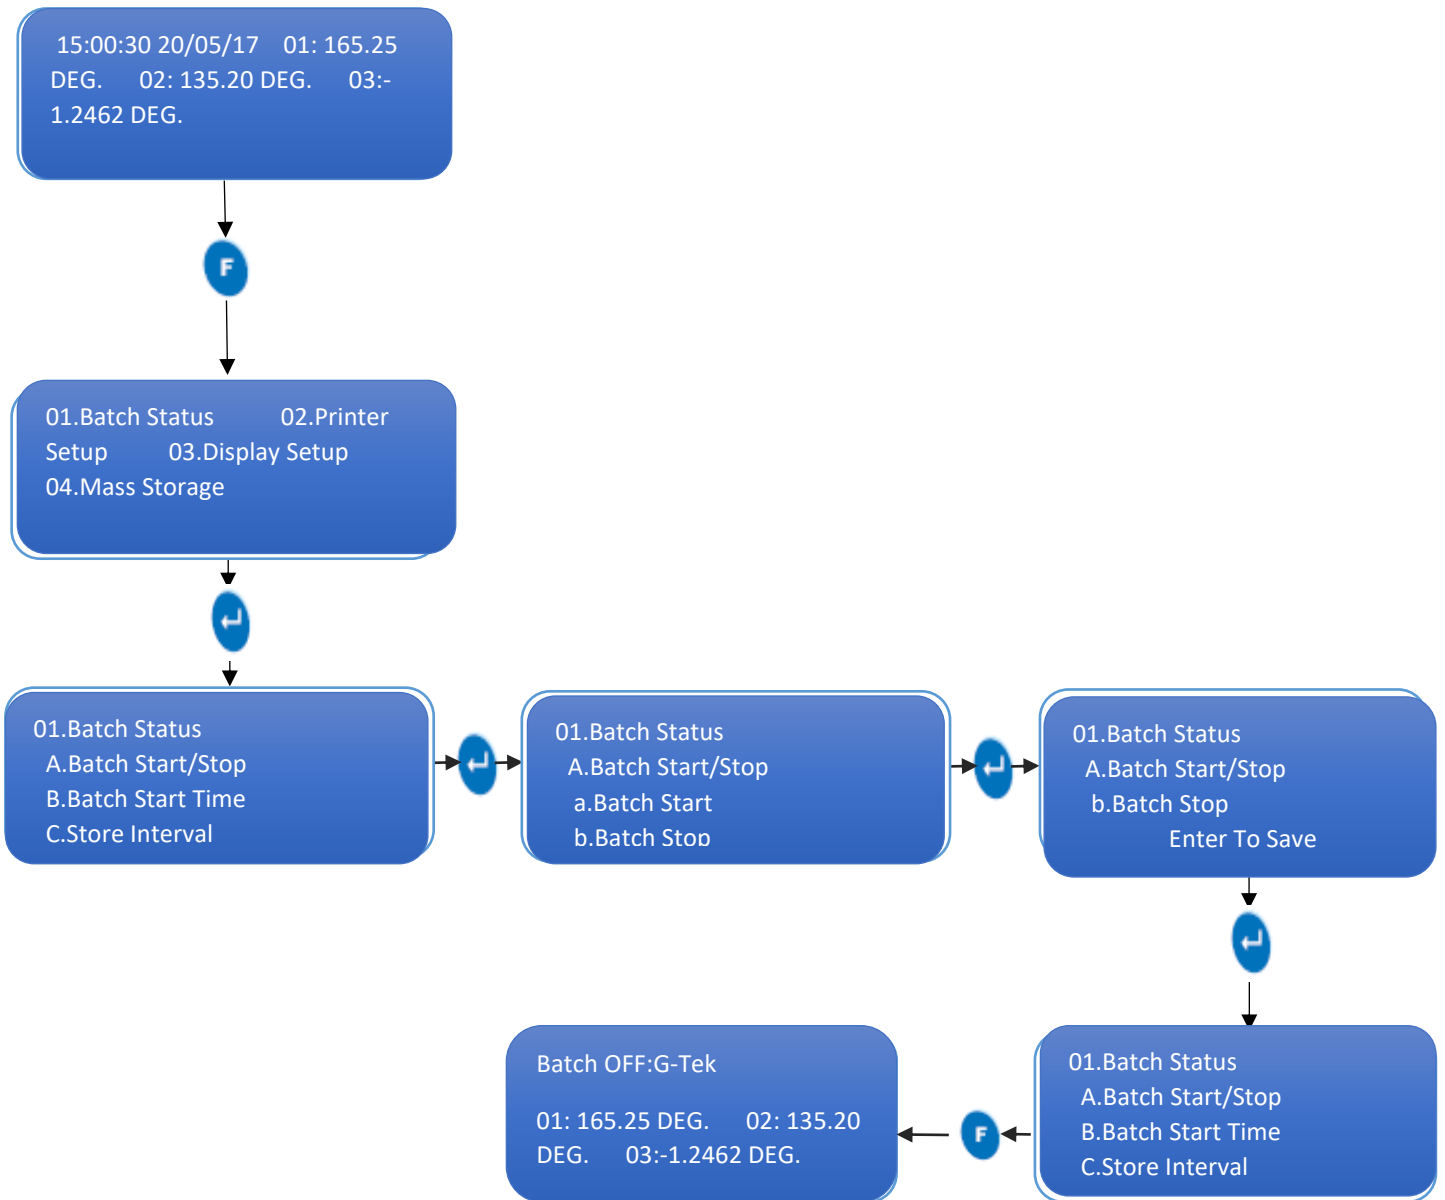 15:00:30 20/05/17 01: 165.25
DEG. 02: 135.20 DEG. 03:-
1.2462 DEG.
F
01.Batch Status 02.Printer
Setup 03.Display Setup
04.Mass Storage
01.Batch Status
A.Batch Start/Stop
B.Batch Start Time
C.Store Interval
01.Batch Status
A.Batch Start/Stop
a.Batch Start
b.Batch Stop
01.Batch Status
A.Batch Start/Stop
b.Batch Stop
Enter To Save
01.Batch Status
A.Batch Start/Stop
B.Batch Start Time
C.Store Interval
F
Batch OFF:G-Tek
01: 165.25 DEG. 02: 135.20
DEG. 03:-1.2462 DEG.